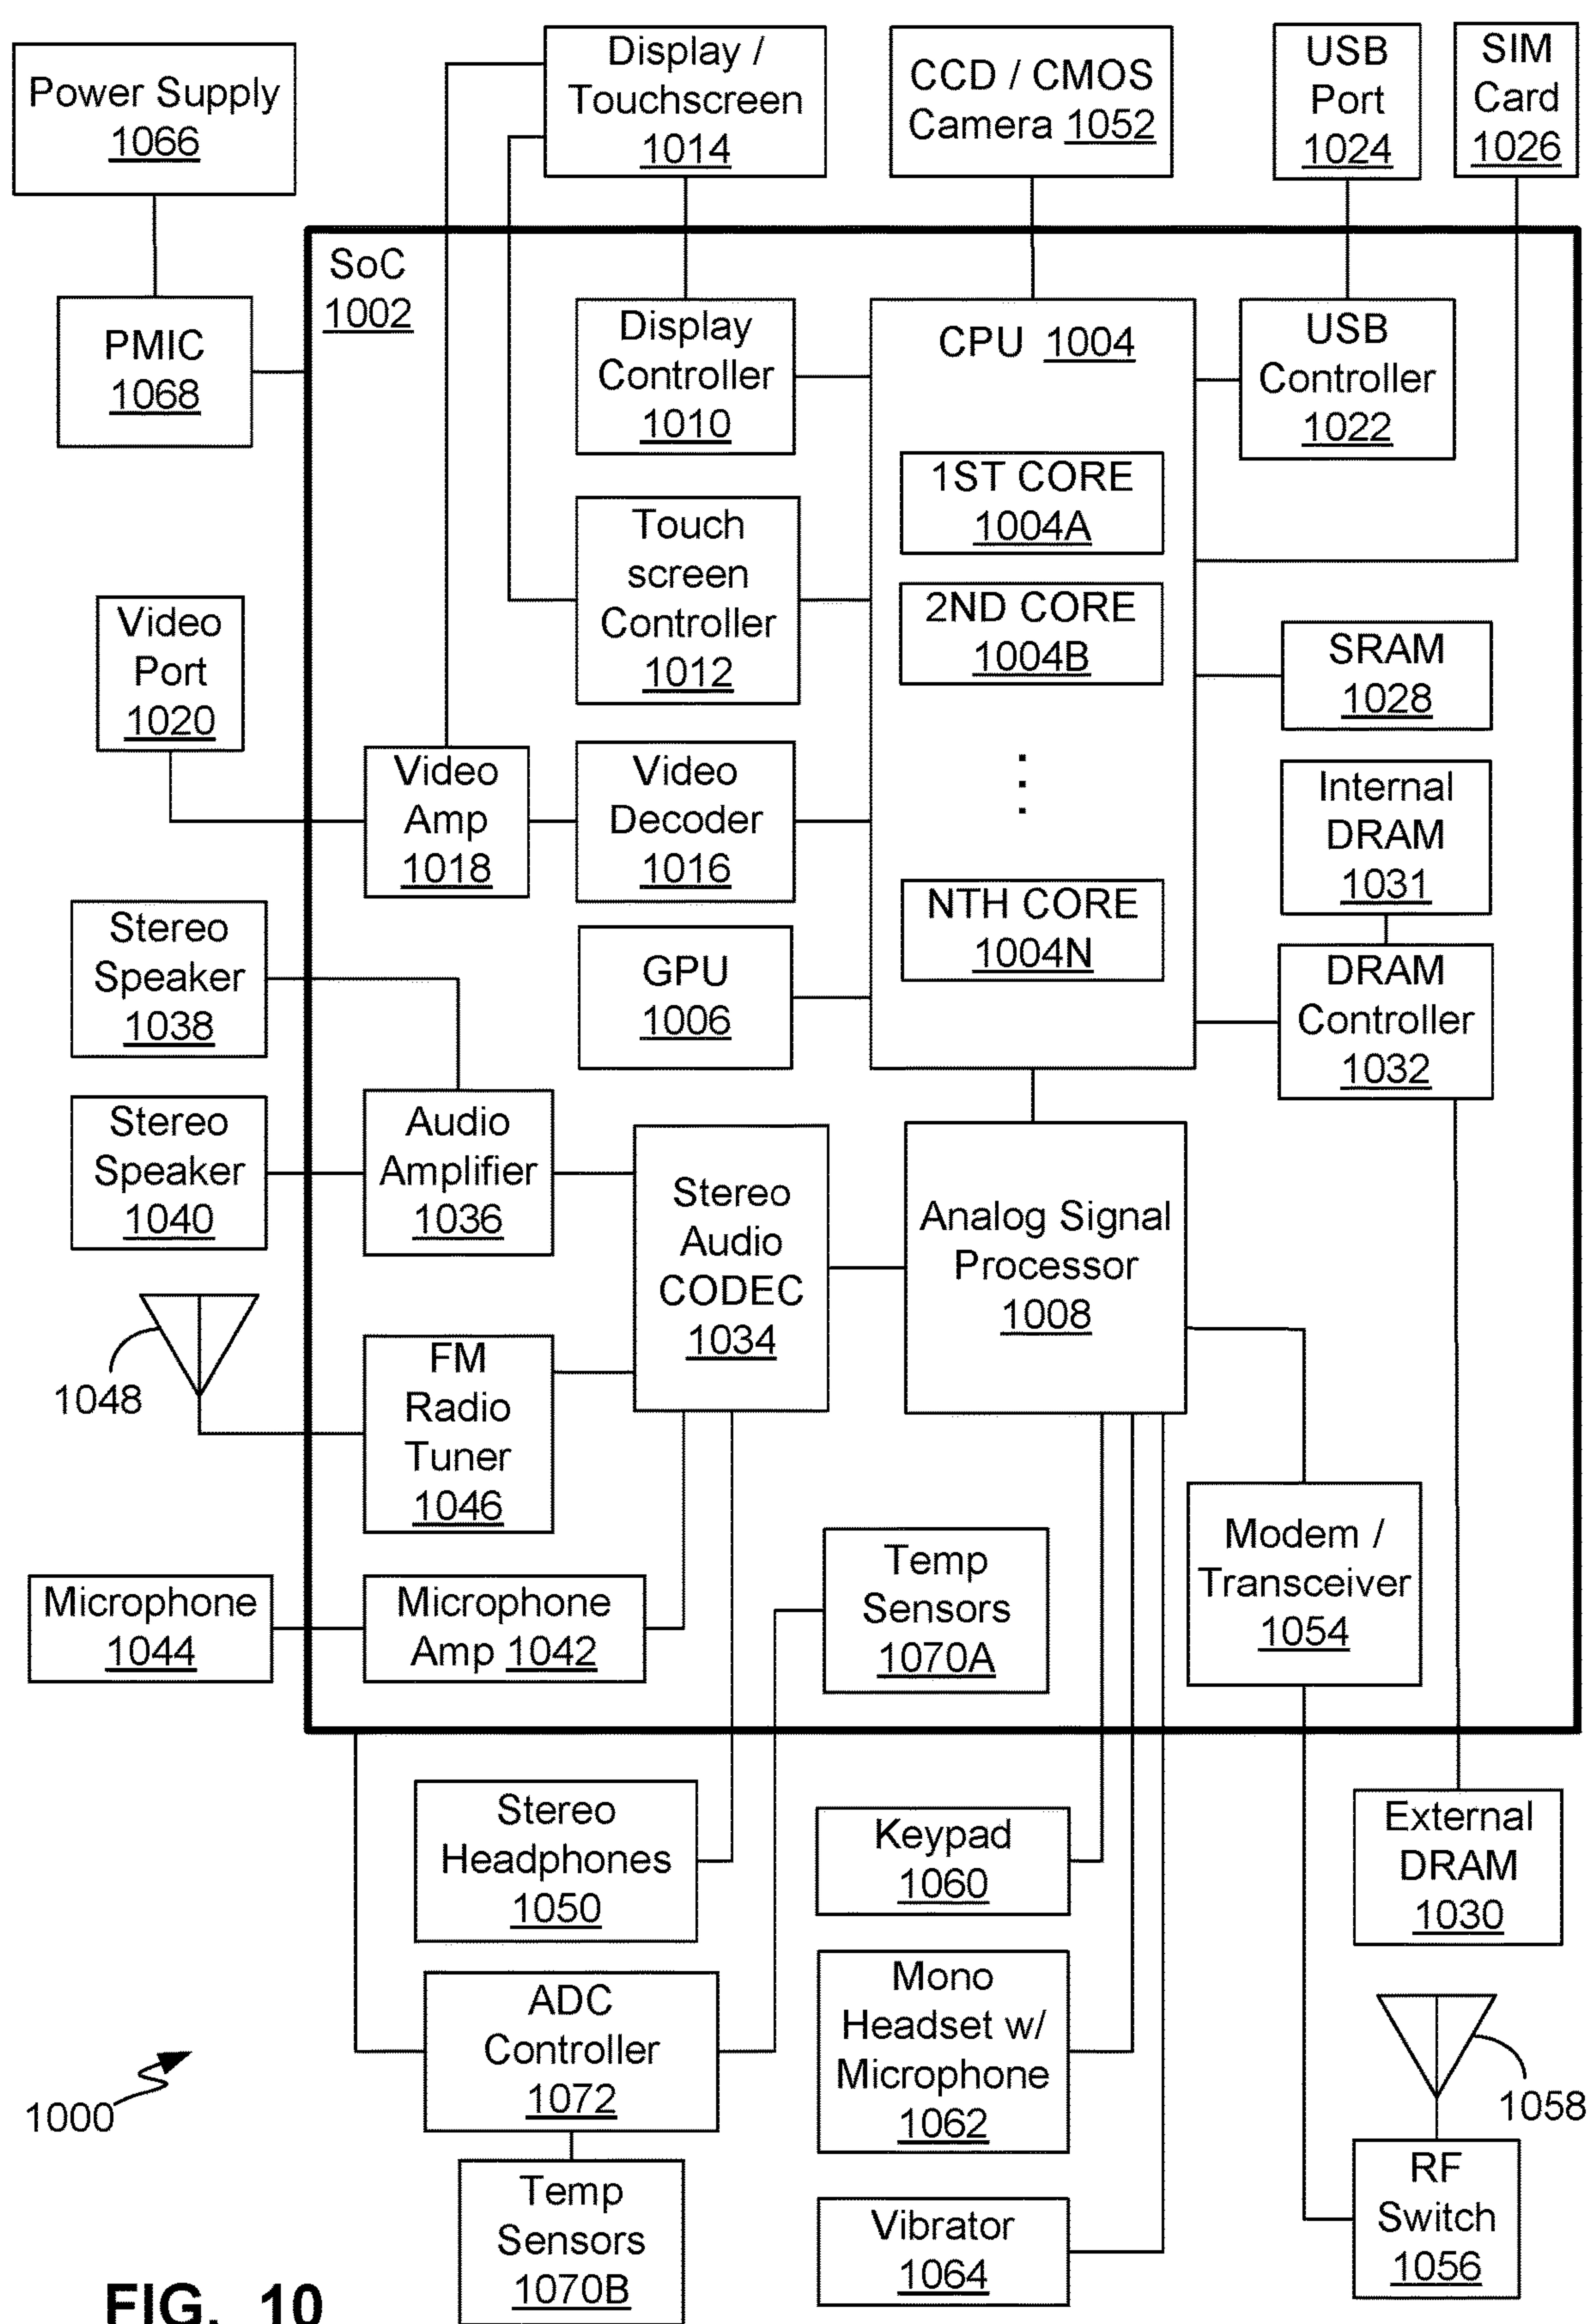 Power Supply
1066
Display /
Touchscreen
1014
CCD / CMOS
Camera 1052
USB
Port
1024
SIM
Card
1026
SoC
1002
PMIC
1068
Display
Controller
1010
CPU 1004
USB
Controller
1022
1ST CORE
1004A
Touch
screen
Controller
1012
2ND CORE
1004B
Video
Port
1020
SRAM
1028
Video
Amp
1018
Video
Decoder
1016
Internal
DRAM
1031
NTH CORE
1004N
Stereo
Speaker
1038
GPU
1006
DRAM
Controller
1032
Stereo
Speaker
1040
Audio
Amplifier
1036
Stereo
Audio
CODEC
1034
Analog Signal
Processor
1008
1048
FM
Radio
Tuner
1046
Microphone
1044
Microphone
Amp 1042
Temp
Sensors
1070A
Modem /
Transceiver
1054
Stereo
Headphones
1050
Keypad
1060
External
DRAM
1030
ADC
Controller
1072
Mono
Headset w/
Microphone
1062
1058
1000
Temp
Sensors
1070B
Vibrator
1064
RF
Switch
1056
FIG. 10